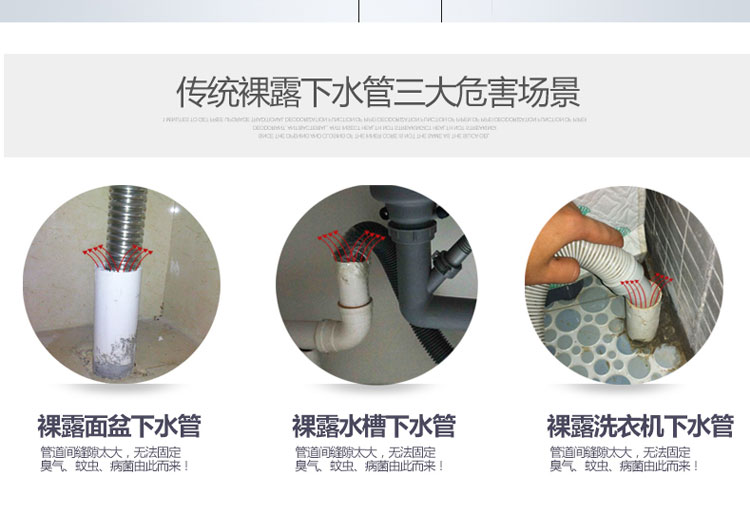 传统裸露下水管三大危害场景
裸露面盆下水管
管道间缝隙太大，无法固定
臭气、蚊虫、病菌由此而来！
裸露水槽下水管
管道间缝隙太大，无法固定
臭气、蚊虫、病菌由此而来！
裸露洗衣机下水管
管道间缝隙太大，无法固定
臭气、蚊虫、病菌由此而来！